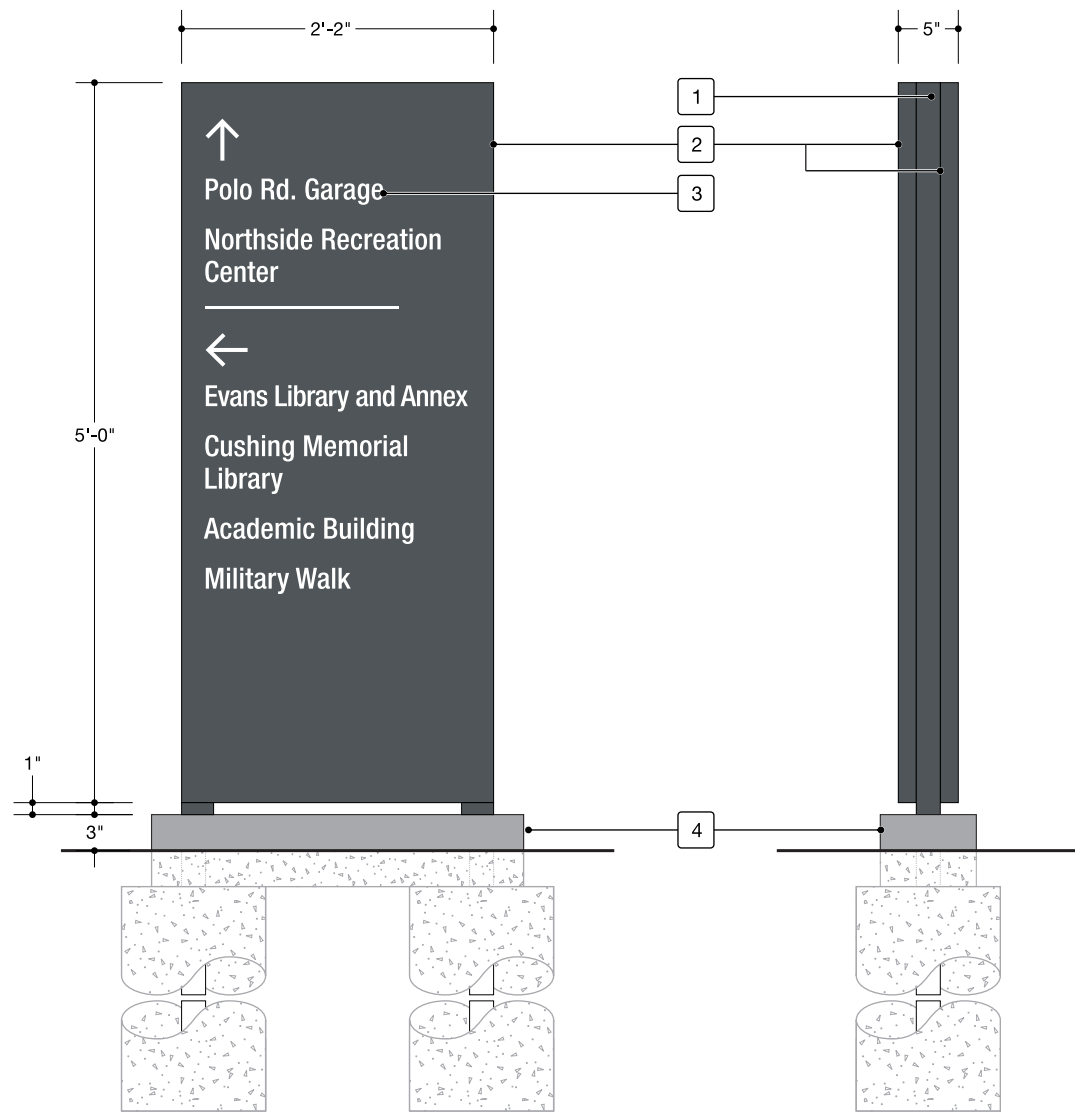 2'-2"
5"
1
2
3
Polo Rd. Garage
Northside Recreation
Center
Evans Library and Annex
5'-0"
Cushing Memorial
Library
Academic Building
Military Walk
1"
3"
4